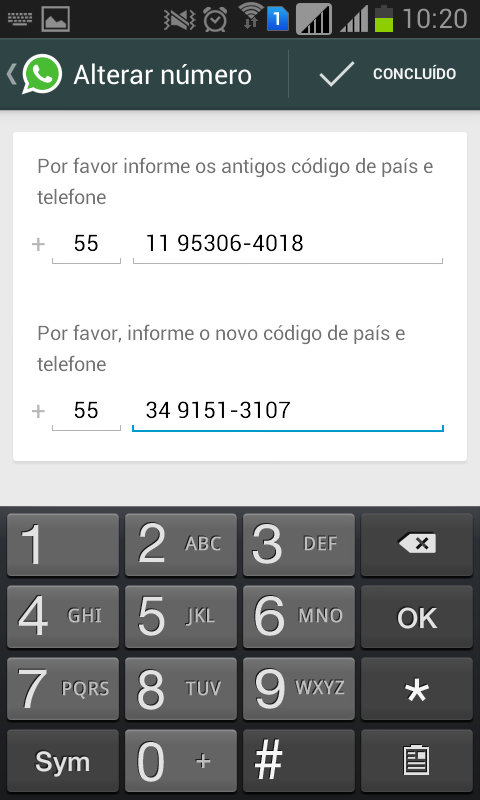 1 10:20
Alterar número CONCLUÍDO
Por favor informe os antigos código de país e
telefone
+ 55 11 95306-4018
Por favor, informe o novo código de país e
telefone
+ 55 34 9151-3107
1 2 ABC 3 DEF
4 GHI 5 JKL 6 MNO OK
7 PQRS 8 TUV 9 WXYZ *
Sym 0 + #